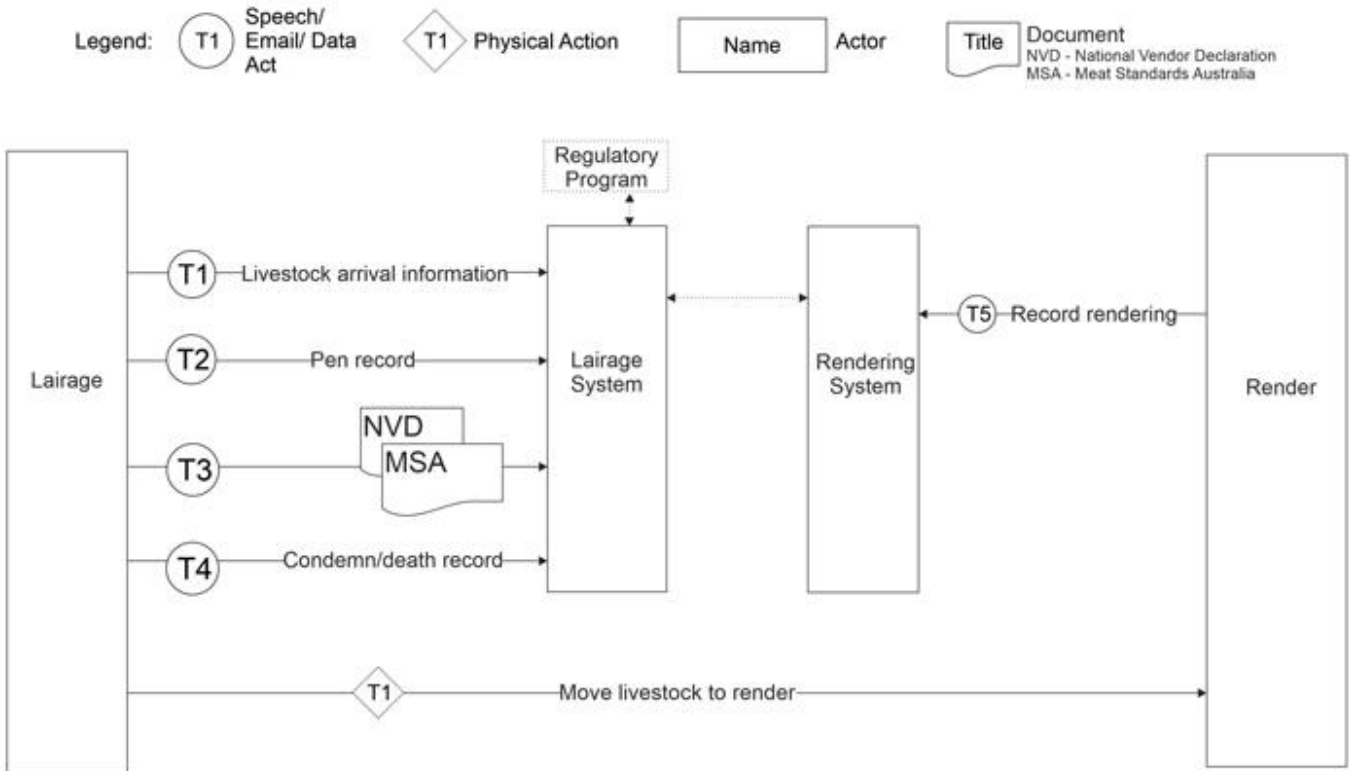 Legend:
T1
Speech/
Email/ Data
Act
T1
Physical Action
Name
Actor
Title
Document
NVD - National Vendor Declaration
MSA - Meat Standards Australia
Regulatory
Program
T1
Livestock arrival information
T5
Record rendering
T2
Pen record
Lairage
Lairage
System
Rendering
System
Render
NVD
MSA
T3
T4
Condemn/death record
T1
Move livestock to render